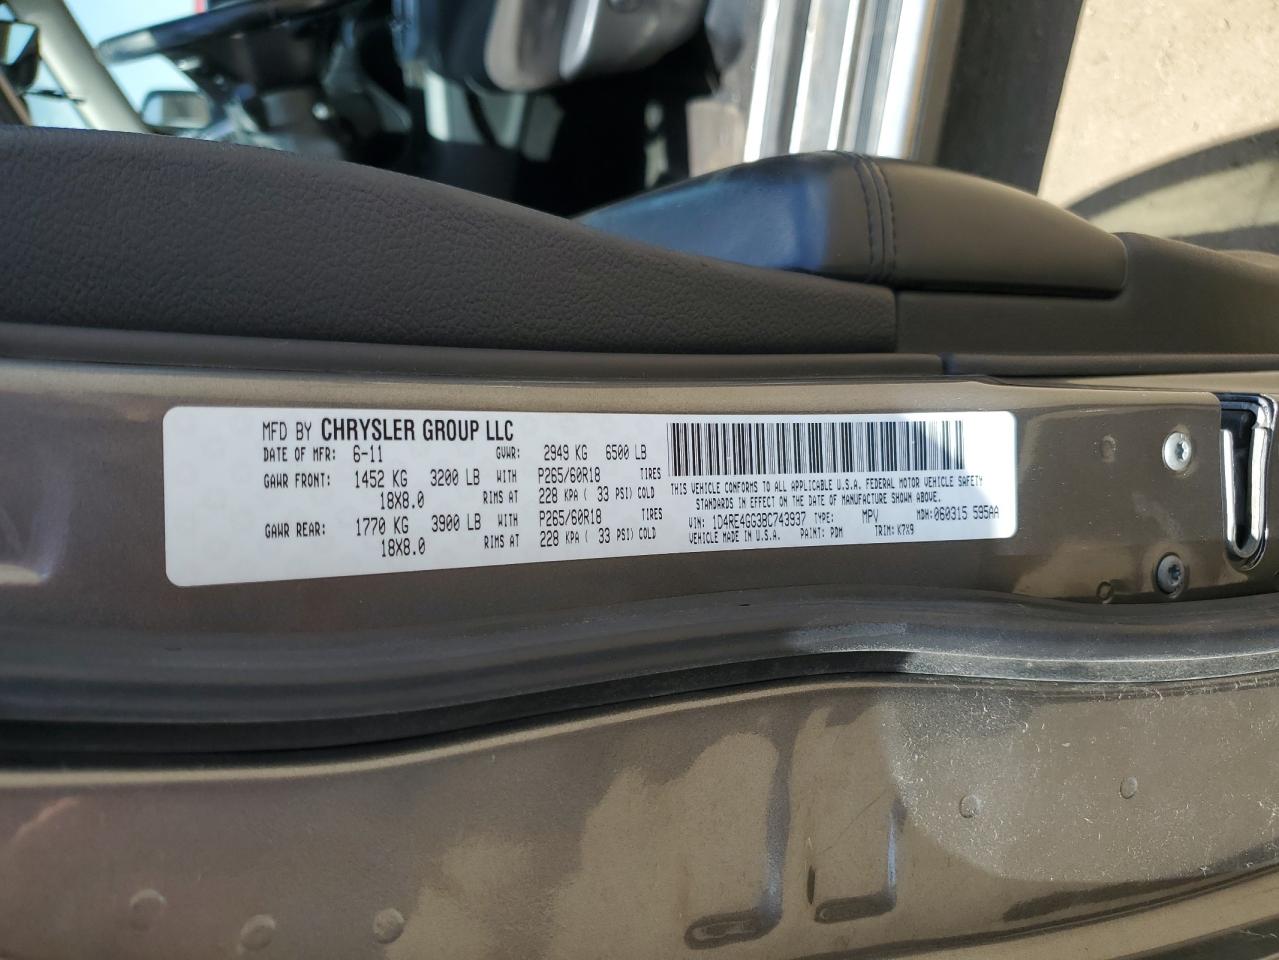 MFD BY CHRYSLER GROUP LLC
DATE OF MFR: 6-11 GVWR: 2949 KG 6500 LB
GAWR FRONT: 1452 KG 3200 LB WITH P265/60R18 TIRES
18X8.0 RIMS AT 228 KPA ( 33 PSI) COLD
GAWR REAR: 1770 KG 3900 LB WITH P265/60R18 TIRES
18X8.0 RIMS AT 228 KPA ( 33 PSI) COLD
THIS VEHICLE CONFORMS TO ALL APPLICABLE U.S.A. FEDERAL MOTOR VEHICLE SAFETY
STANDARDS IN EFFECT ON THE DATE OF MANUFACTURE SHOWN ABOVE.
VIN: 1D4RE4GG3BC743937 TYPE: MPV MDH: 060315 595AA
VEHICLE MADE IN U.S.A. PAINT: PDM TRIM: K7X9